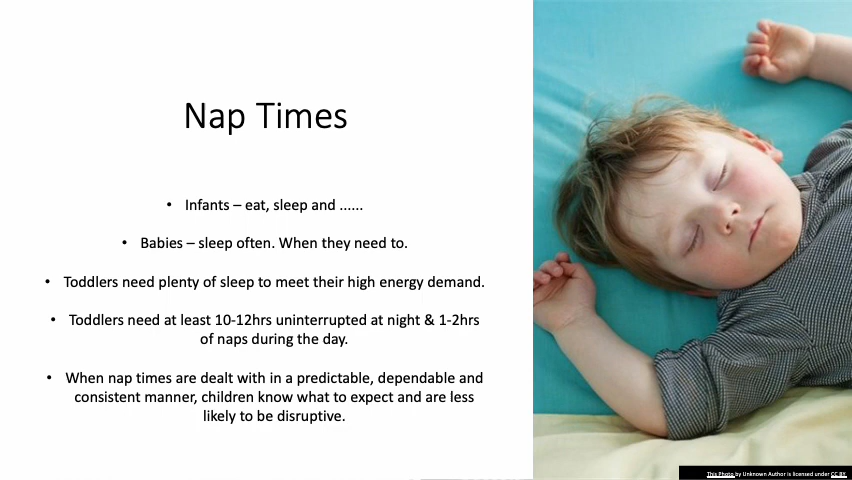 Nap Times
• Infants – eat, sleep and ......
• Babies – sleep often. When they need to.
• Toddlers need plenty of sleep to meet their high energy demand.
• Toddlers need at least 10-12hrs uninterrupted at night & 1-2hrs
of naps during the day.
• When nap times are dealt with in a predictable, dependable and
consistent manner, children know what to expect and are less
likely to be disruptive.
This Photo by Unknown Author is licensed under CC BY